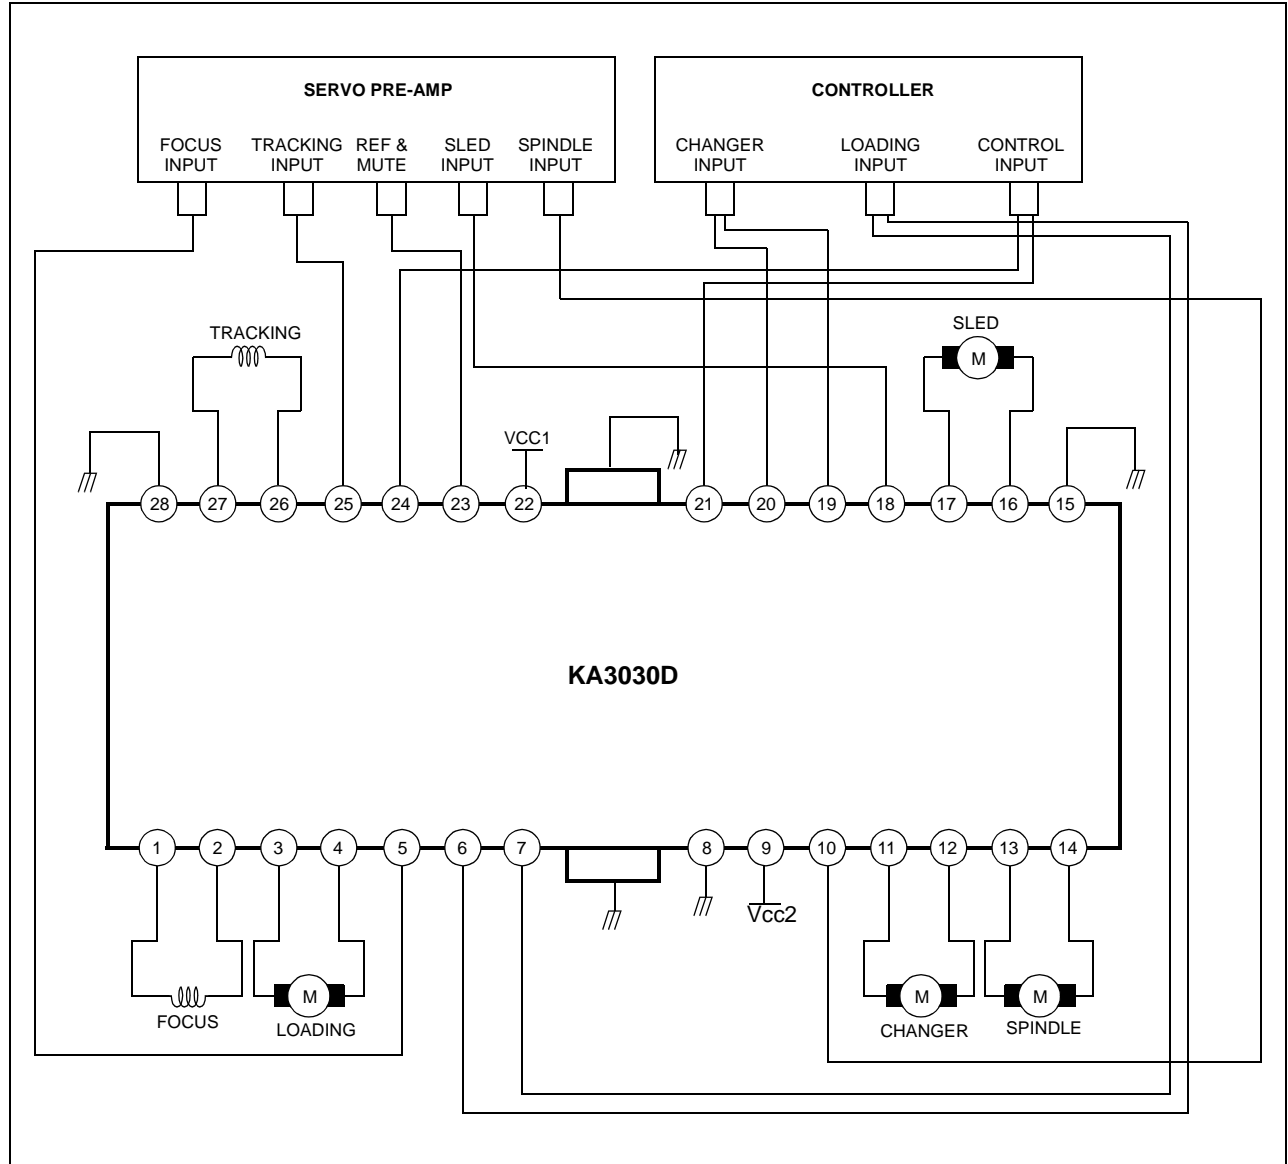 SERVO PRE-AMP
FOCUS INPUT
TRACKING INPUT
REF & MUTE
SLED INPUT
SPINDLE INPUT
CONTROLLER
CHANGER INPUT
LOADING INPUT
CONTROL INPUT
TRACKING
SLED
M
VCC1
28 27 26 25 24 23 22 21 20 19 18 17 16 15
KA3030D
1 2 3 4 5 6 7 8 9 10 11 12 13 14
Vcc2
M
M
M
FOCUS
LOADING
CHANGER
SPINDLE